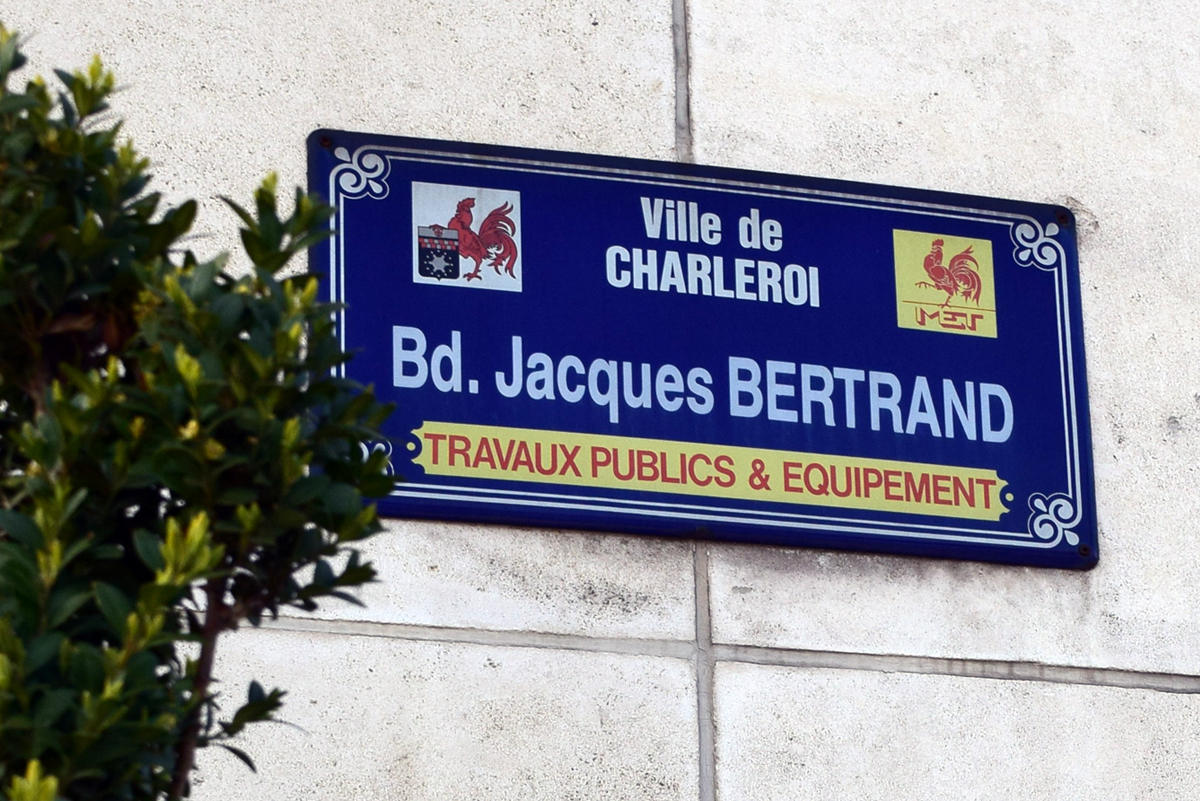 Ville de
CHARLEROI
MET
Bd. Jacques BERTRAND
TRAVAUX PUBLICS & EQUIPEMENT